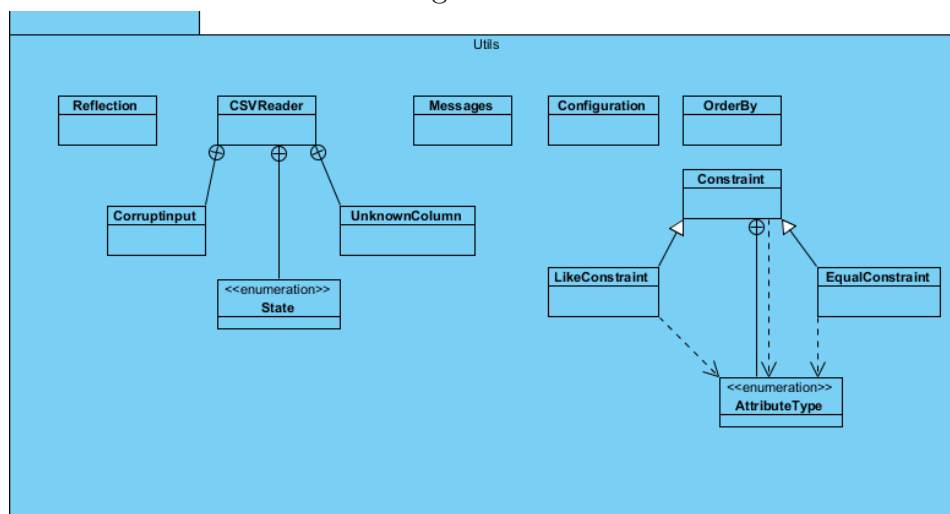 Utils
Reflection
CSVReader
Messages
Configuration
OrderBy
Constraint
Corruptinput
UnknownColumn
LikeConstraint
EqualConstraint
<<enumeration>>
State
<<enumeration>>
AttributeType